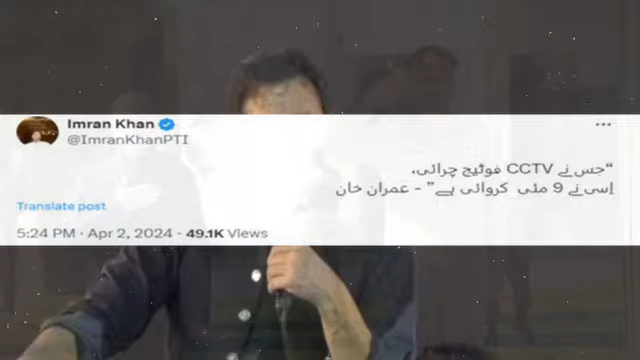 Imran Khan
@ImranKhanPTI
“جس نے CCTV فوٹیج چرائی،
اِسی نے 9 مئی کروائی ہے” - عمران خان
Translate post
5:24 PM · Apr 2, 2024 · 49.1K Views